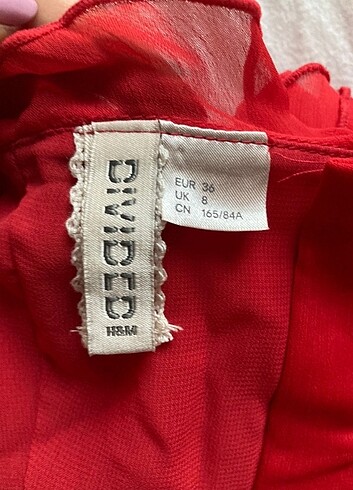 DIVIDED
H&M
EUR 36
UK 8
CN 165/84A